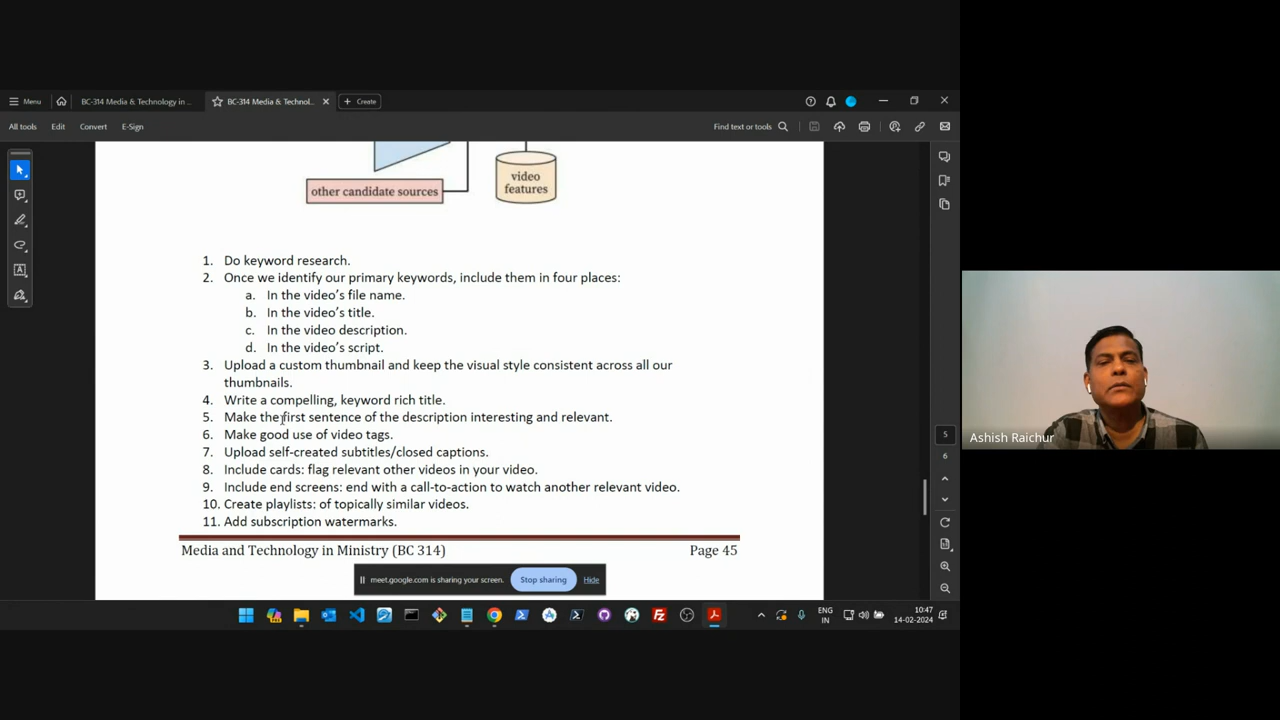 Menu
BC-314 Media & Technology in ...
BC-314 Media & Technol...
Create
All tools
Edit
Convert
E-Sign
Find text or tools
other candidate sources
video
features
1. Do keyword research.
2. Once we identify our primary keywords, include them in four places:
a. In the video’s file name.
b. In the video’s title.
c. In the video description.
d. In the video’s script.
3. Upload a custom thumbnail and keep the visual style consistent across all our
thumbnails.
4. Write a compelling, keyword rich title.
5. Make the first sentence of the description interesting and relevant.
6. Make good use of video tags.
7. Upload self-created subtitles/closed captions.
8. Include cards: flag relevant other videos in your video.
9. Include end screens: end with a call-to-action to watch another relevant video.
10. Create playlists: of topically similar videos.
11. Add subscription watermarks.
Media and Technology in Ministry (BC 314)
Page 45
5
6
meet.google.com is sharing your screen.
Stop sharing
Hide
ENG
IN
10:47
14-02-2024
Ashish Raichur